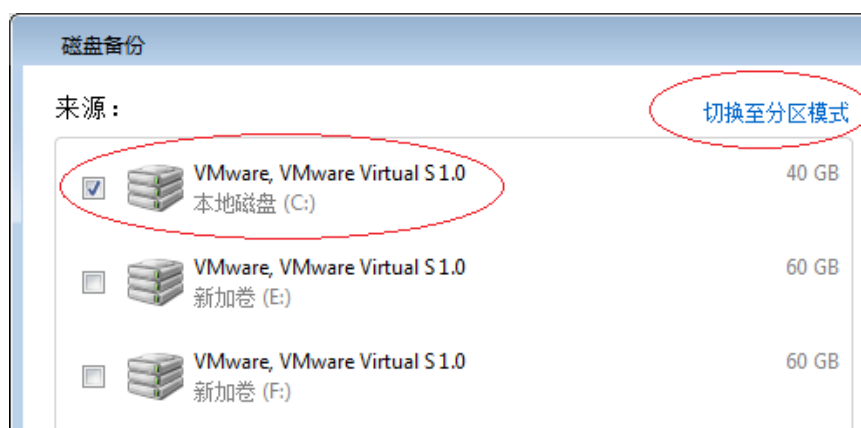 磁盘备份
来源：
切换至分区模式
VMware, VMware Virtual S 1.0
40 GB
本地磁盘 (C:)
VMware, VMware Virtual S 1.0
60 GB
新加卷 (E:)
VMware, VMware Virtual S 1.0
60 GB
新加卷 (F:)